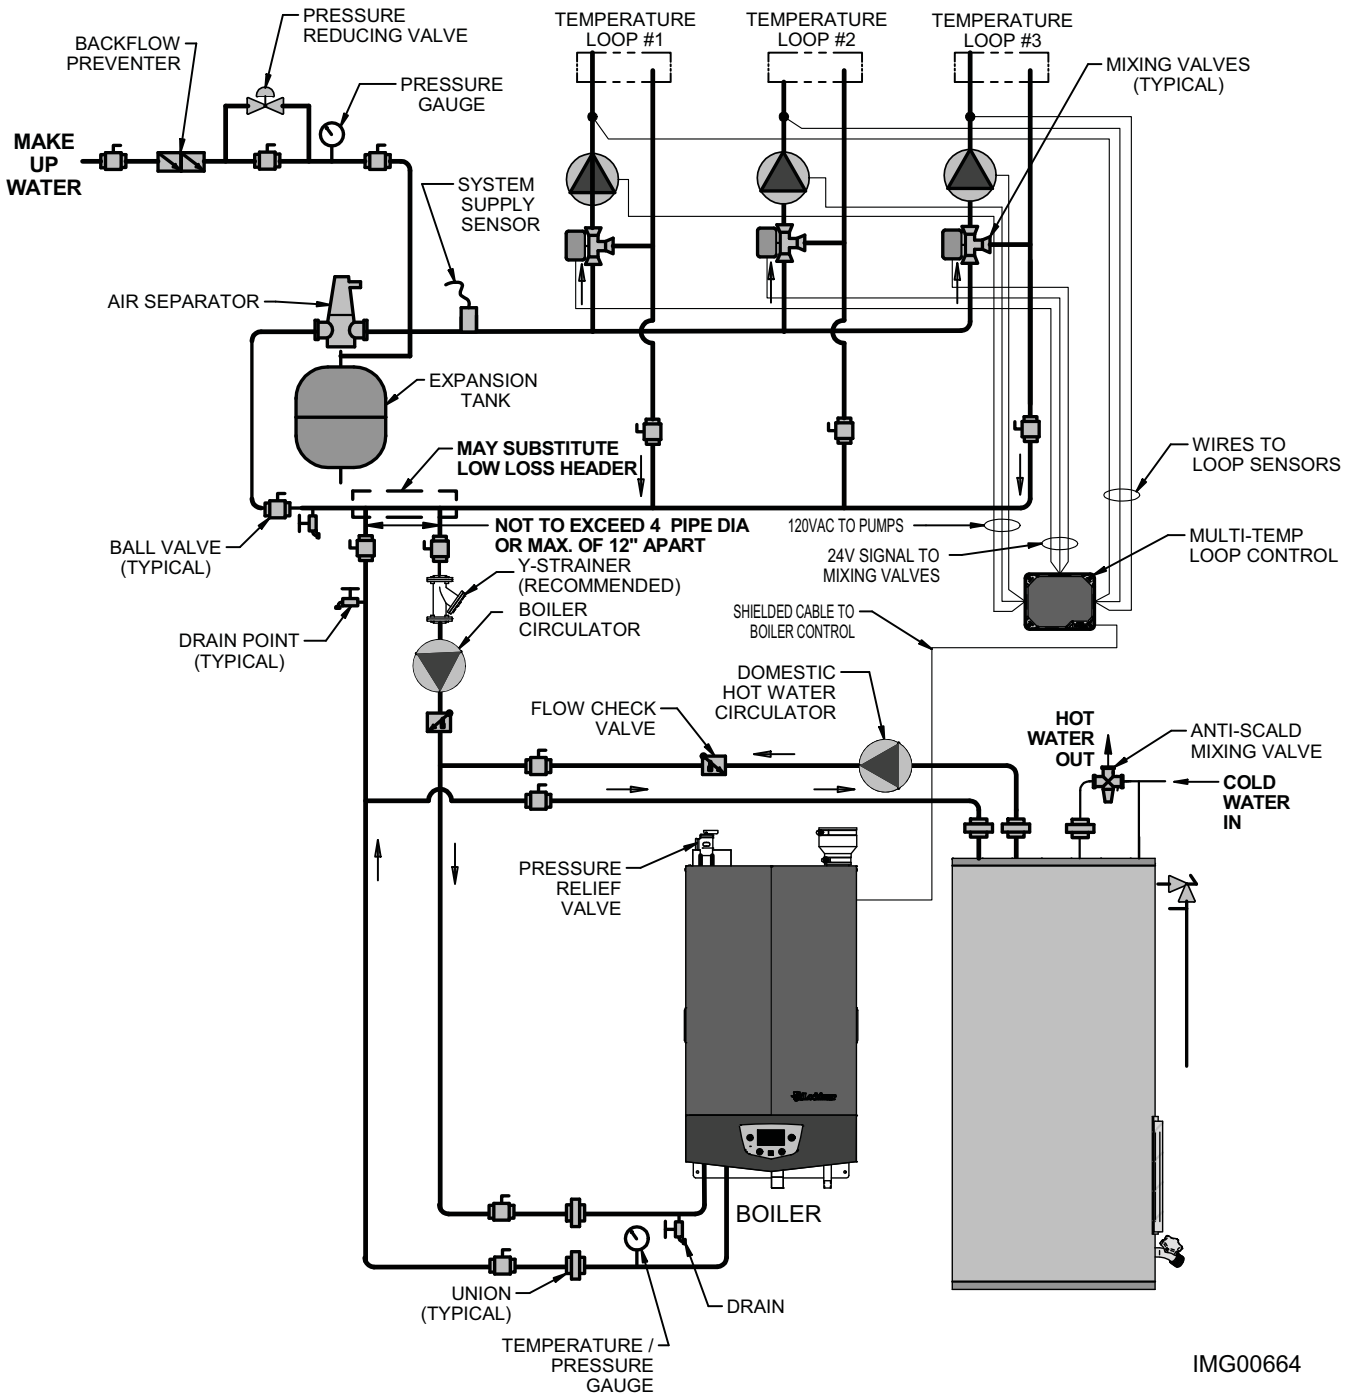 PRESSURE
REDUCING VALVE
BACKFLOW
PREVENTER
PRESSURE
GAUGE
MAKE
UP
WATER
TEMPERATURE
LOOP #1
TEMPERATURE
LOOP #2
TEMPERATURE
LOOP #3
MIXING VALVES
(TYPICAL)
SYSTEM
SUPPLY
SENSOR
AIR SEPARATOR
EXPANSION
TANK
MAY SUBSTITUTE
LOW LOSS HEADER
WIRES TO
LOOP SENSORS
NOT TO EXCEED 4 PIPE DIA
OR MAX. OF 12" APART
120VAC TO PUMPS
24V SIGNAL TO
MIXING VALVES
MULTI-TEMP
LOOP CONTROL
BALL VALVE
(TYPICAL)
Y-STRAINER
(RECOMMENDED)
BOILER
CIRCULATOR
SHIELDED CABLE TO
BOILER CONTROL
DRAIN POINT
(TYPICAL)
DOMESTIC
HOT WATER
CIRCULATOR
FLOW CHECK
VALVE
HOT
WATER
OUT
ANTI-SCALD
MIXING VALVE
COLD
WATER
IN
PRESSURE
RELIEF
VALVE
Lochinvar
BOILER
UNION
(TYPICAL)
DRAIN
TEMPERATURE /
PRESSURE
GAUGE
IMG00664